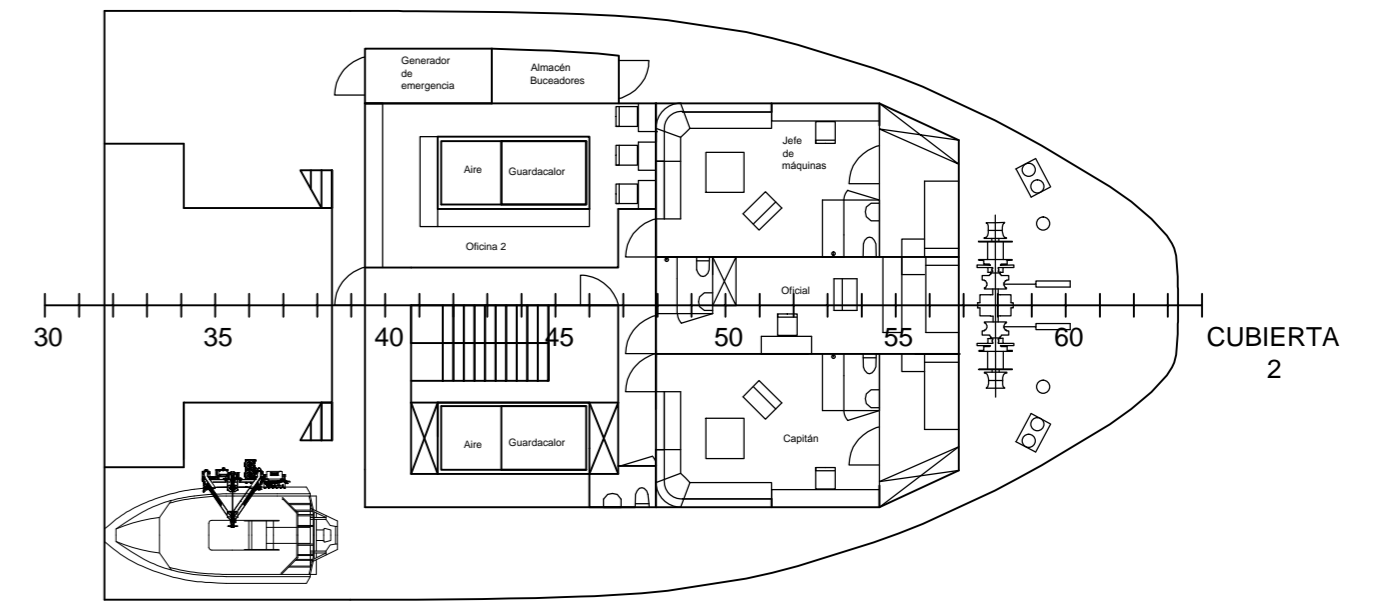 Generador
de
emergencia
Almacén
Buceadores
Jefe
de
máquinas
Aire
Guardacalor
Oficina 2
Oficial
30
35
40
45
50
55
60
CUBIERTA
2
Aire
Guardacalor
Capitán